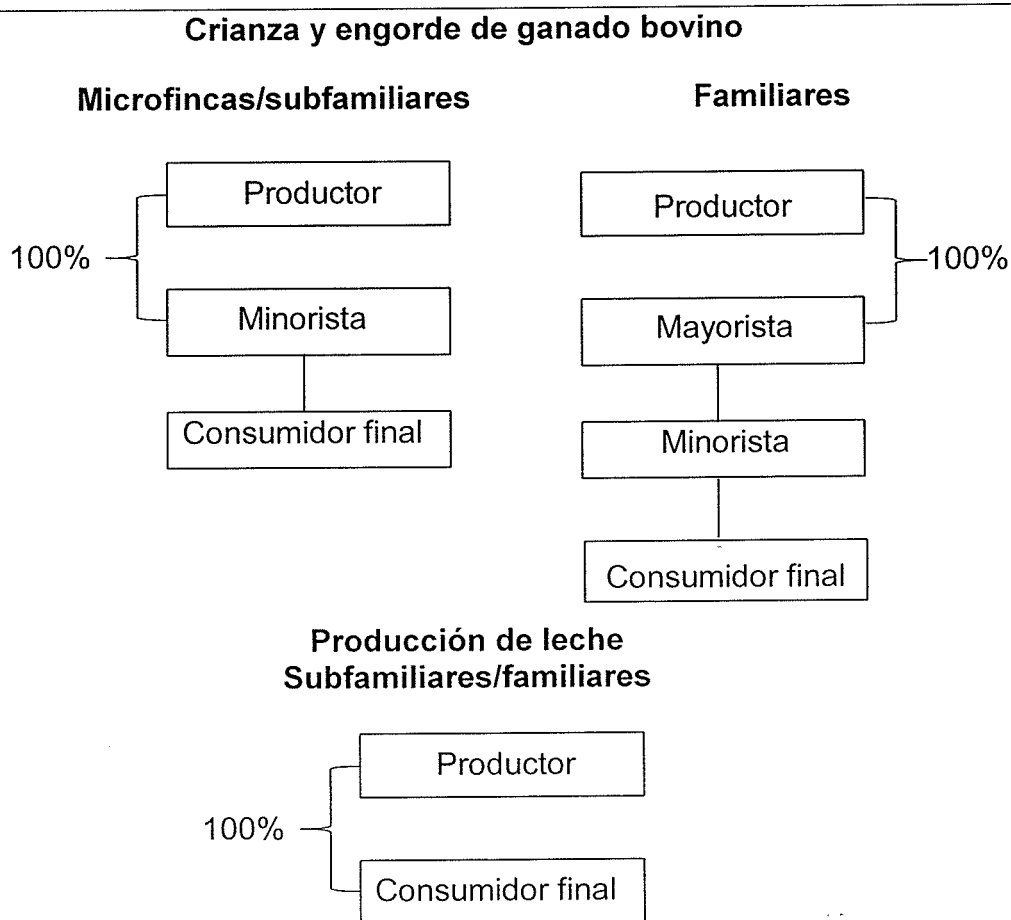 Crianza y engorde de ganado bovino
Microfincas/subfamiliares
Productor
100%
Minorista
Consumidor final
Familiares
Productor
100%
Mayorista
Minorista
Consumidor final
Producción de leche
Subfamiliares/familiares
Productor
100%
Consumidor final